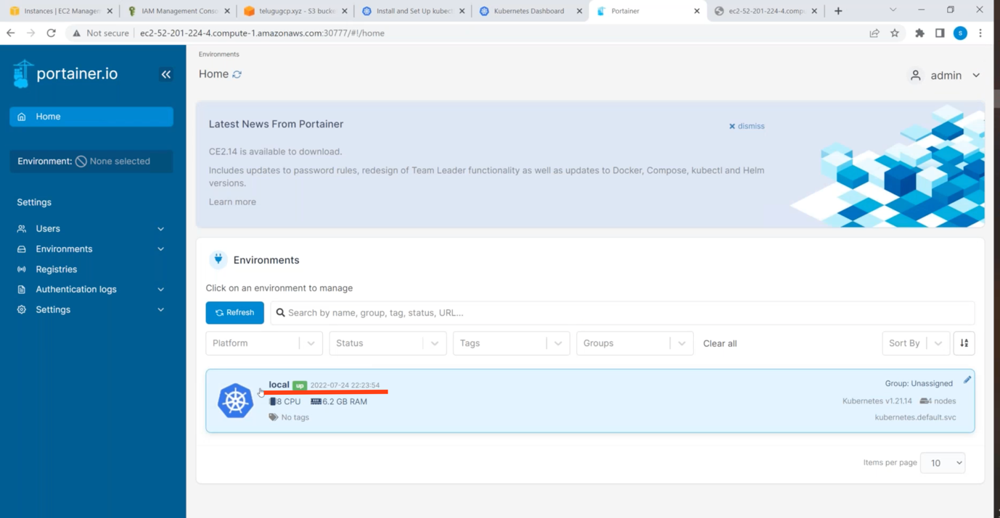 Instances | EC2 Managem
IAM Management Conso
telugugcp.xyz - S3 bucke
Install and Set Up kubect
Kubernetes Dashboard
Portainer
ec2-52-201-224-4.compu
Not secure
ec2-52-201-224-4.compute-1.amazonaws.com:30777/#!/home
S
portainer.io
Home
Environment: None selected
Settings
Users
Environments
Registries
Authentication logs
Settings
Environments
Home
admin
Latest News From Portainer
dismiss
CE2.14 is available to download.
Includes updates to password rules, redesign of Team Leader functionality as well as updates to Docker, Compose, kubectl and Helm
versions.
Learn more
Environments
Click on an environment to manage
Refresh
Search by name, group, tag, status, URL...
Platform
Status
Tags
Groups
Clear all
Sort By
local up 2022-07-24 22:23:54
Group: Unassigned
8 CPU 6.2 GB RAM
Kubernetes v1.21.14 4 nodes
No tags
kubernetes.default.svc
Items per page 10